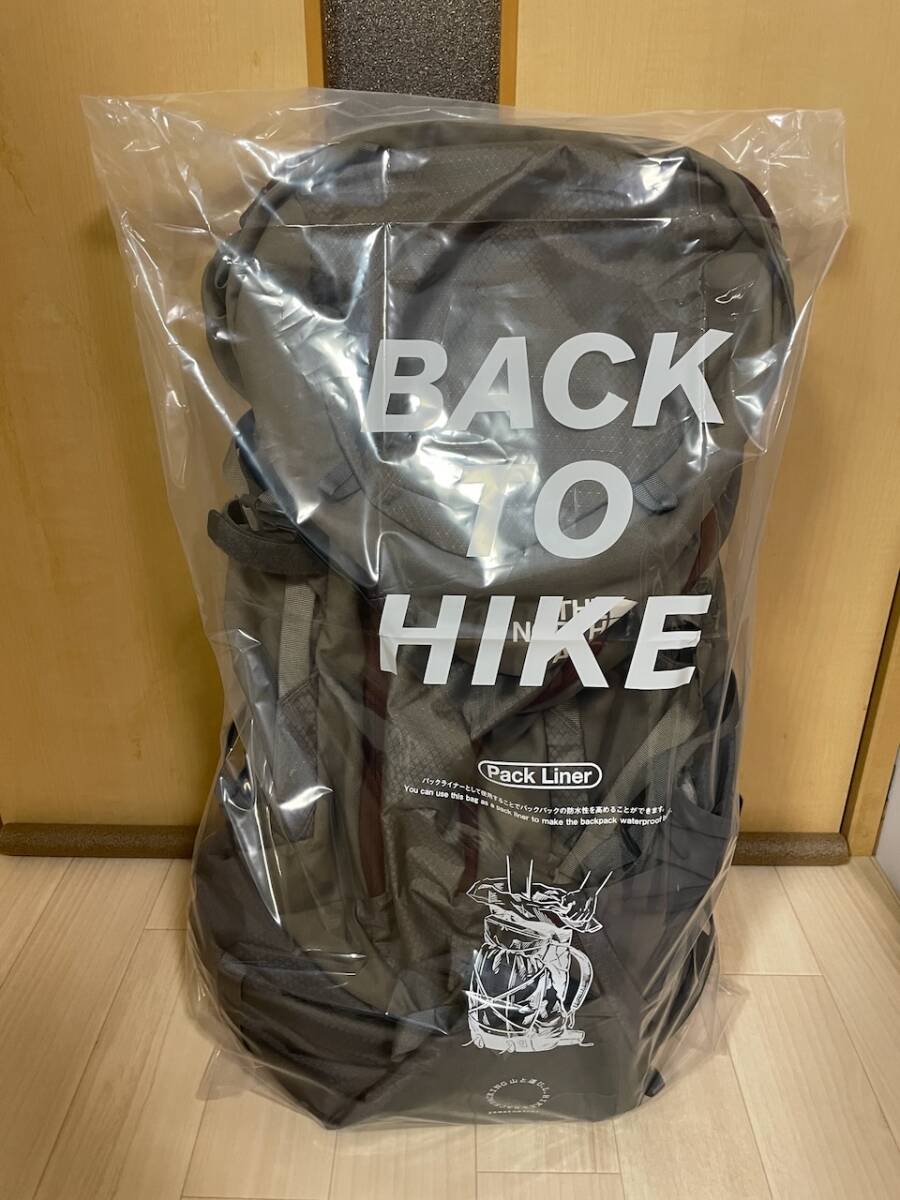 BACK
TO
HIKE
THE
Pack Liner
パックライナーとして使用することでバックパックの防水性を高めることができます。
You can use this bag as a pack liner to make the backpack waterproof